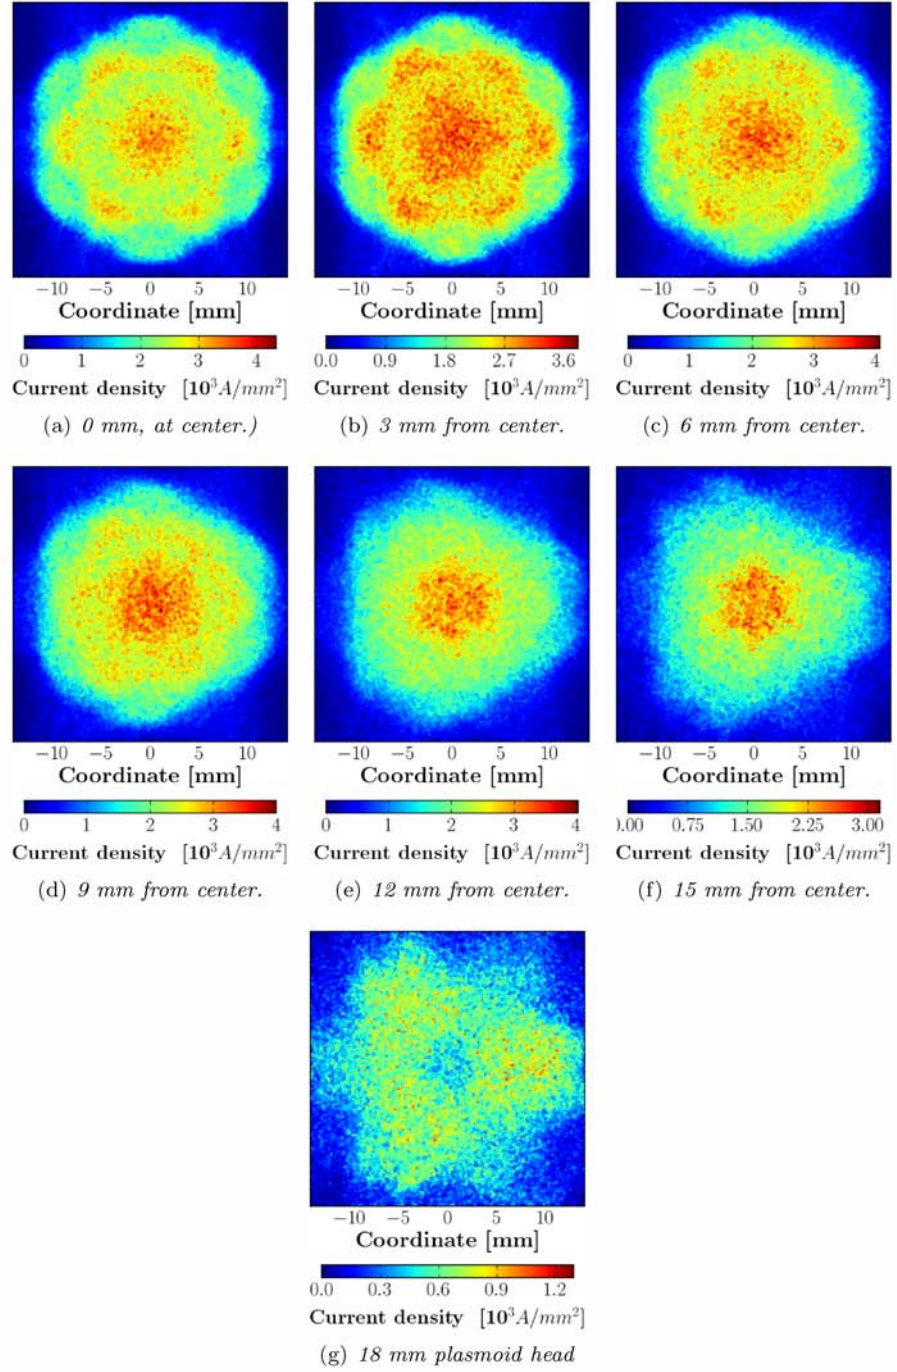 −10 −5 0 5 10 −10 −5 0 5 10 −10 −5 0 5 10
Coordinate [mm] Coordinate [mm] Coordinate [mm]
0 1 2 3 4 0.0 0.9 1.8 2.7 3.6 0 1 2 3 4
Current density [10³A/mm²] Current density [10³A/mm²] Current density [10³A/mm²]
(a) 0 mm, at center.) (b) 3 mm from center. (c) 6 mm from center.
−10 −5 0 5 10 −10 −5 0 5 10 −10 −5 0 5 10
Coordinate [mm] Coordinate [mm] Coordinate [mm]
0 1 2 3 4 0 1 2 3 4 0.00 0.75 1.50 2.25 3.00
Current density [10³A/mm²] Current density [10³A/mm²] Current density [10³A/mm²]
(d) 9 mm from center. (e) 12 mm from center. (f) 15 mm from center.
−10 −5 0 5 10
Coordinate [mm]
0.0 0.3 0.6 0.9 1.2
Current density [10³A/mm²]
(g) 18 mm plasmoid head